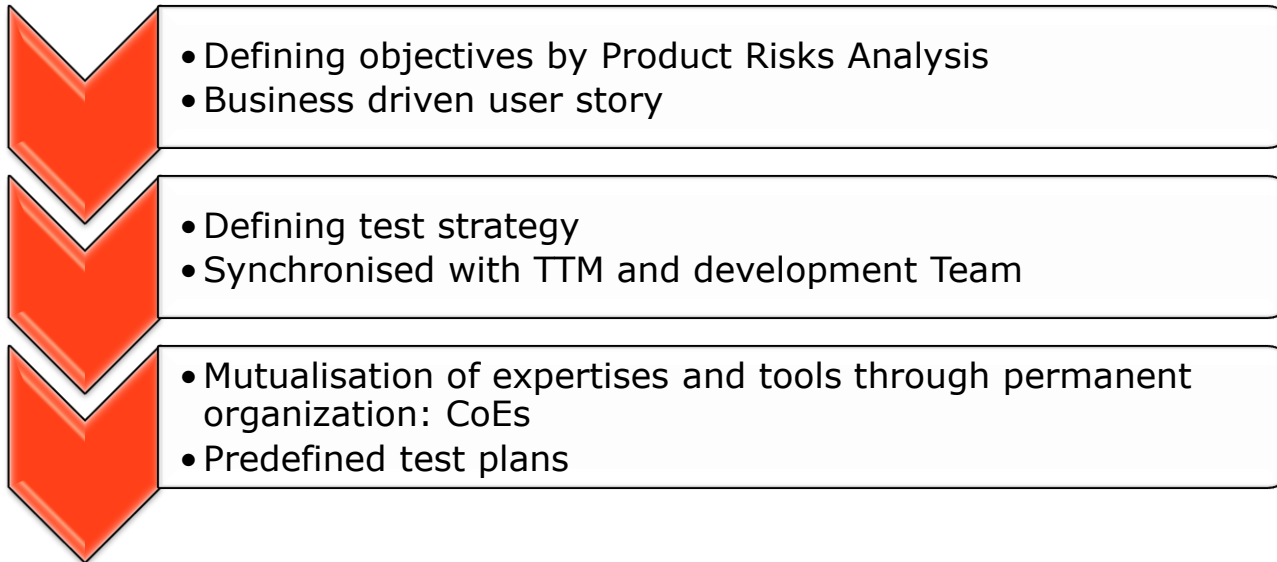 • Defining objectives by Product Risks Analysis
• Business driven user story
• Defining test strategy
• Synchronised with TTM and development Team
• Mutualisation of expertises and tools through permanent
organization: CoEs
• Predefined test plans